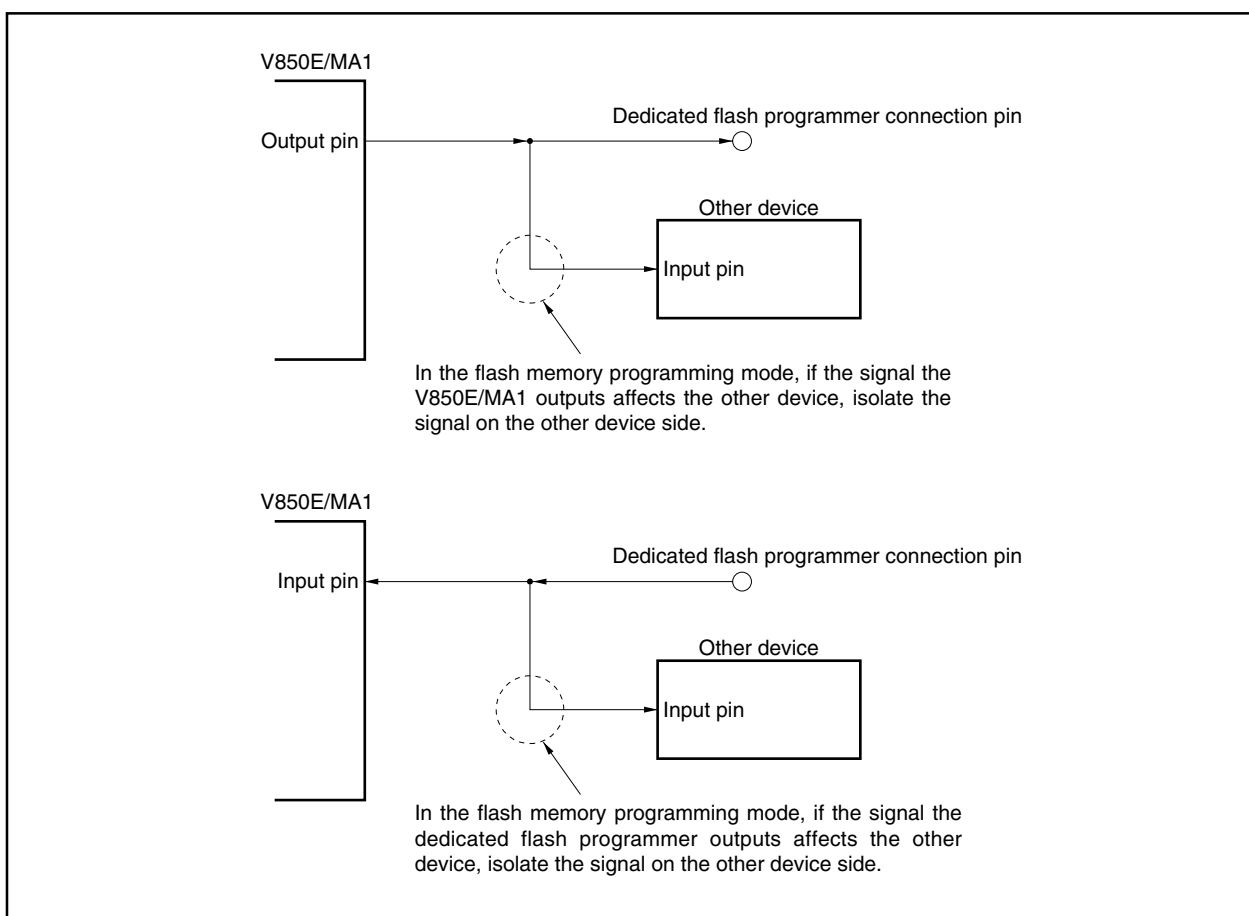 V850E/MA1
Dedicated flash programmer connection pin
Output pin
Other device
Input pin
In the flash memory programming mode, if the signal the
V850E/MA1 outputs affects the other device, isolate the
signal on the other device side.
V850E/MA1
Dedicated flash programmer connection pin
Input pin
Other device
Input pin
In the flash memory programming mode, if the signal the
dedicated flash programmer outputs affects the other
device, isolate the signal on the other device side.